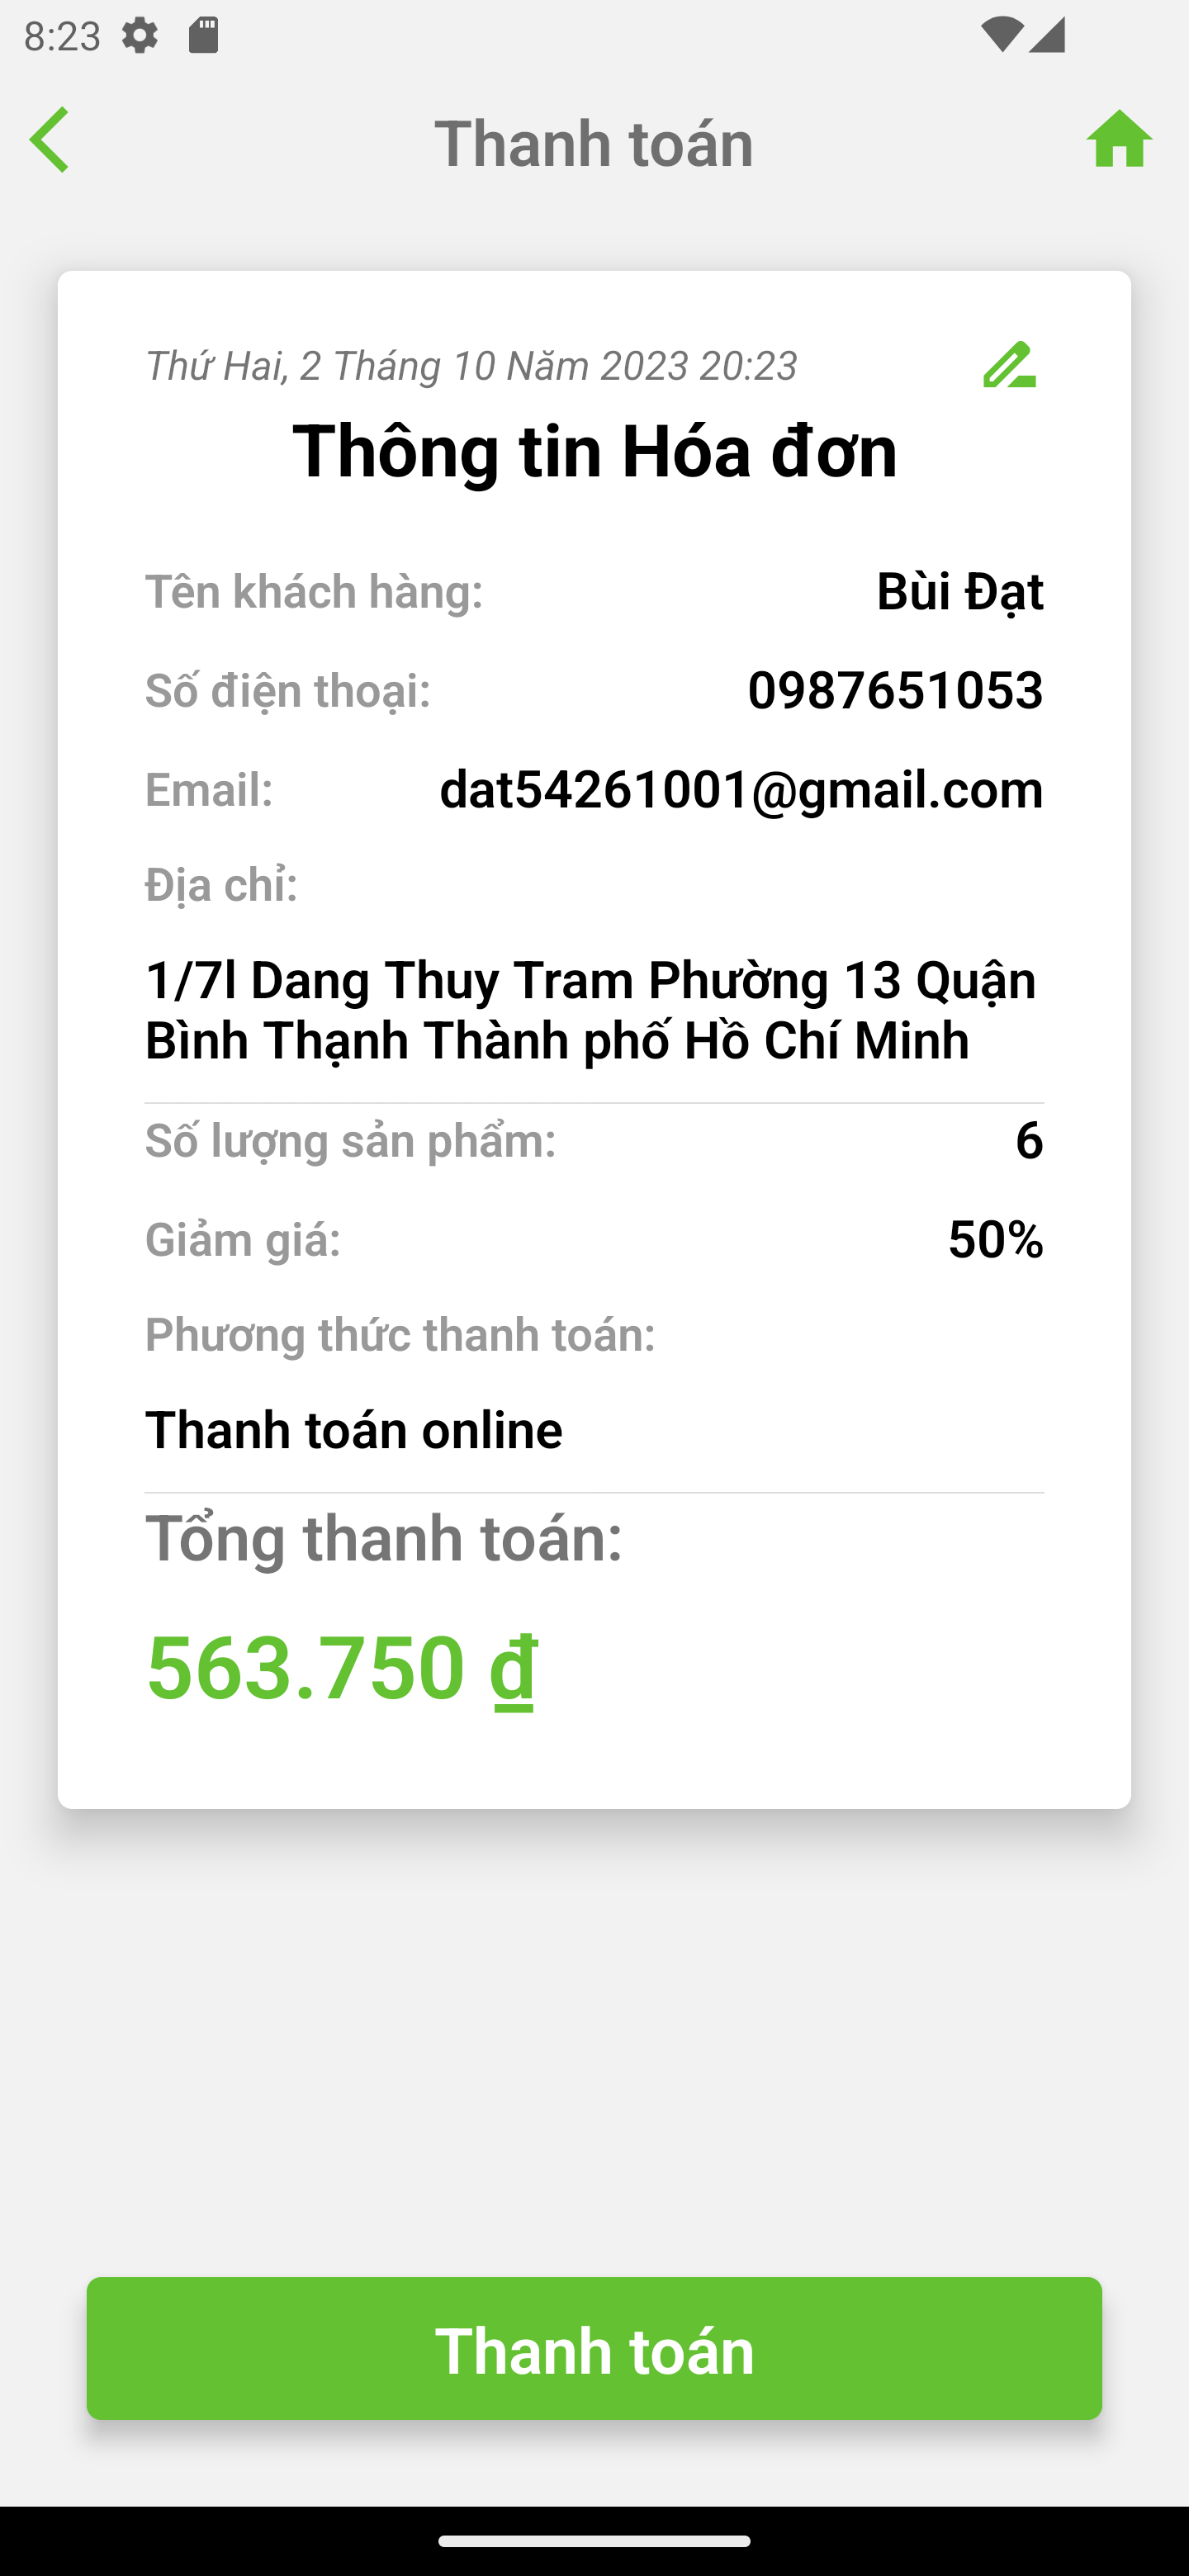 8:23
Thanh toán
Thứ Hai, 2 Tháng 10 Năm 2023 20:23
Thông tin Hóa đơn
Tên khách hàng: Bùi Đạt
Số điện thoại: 0987651053
Email: dat54261001@gmail.com
Địa chỉ:
1/7l Dang Thuy Tram Phường 13 Quận
Bình Thạnh Thành phố Hồ Chí Minh
Số lượng sản phẩm: 6
Giảm giá: 50%
Phương thức thanh toán:
Thanh toán online
Tổng thanh toán:
563.750 ₫
Thanh toán